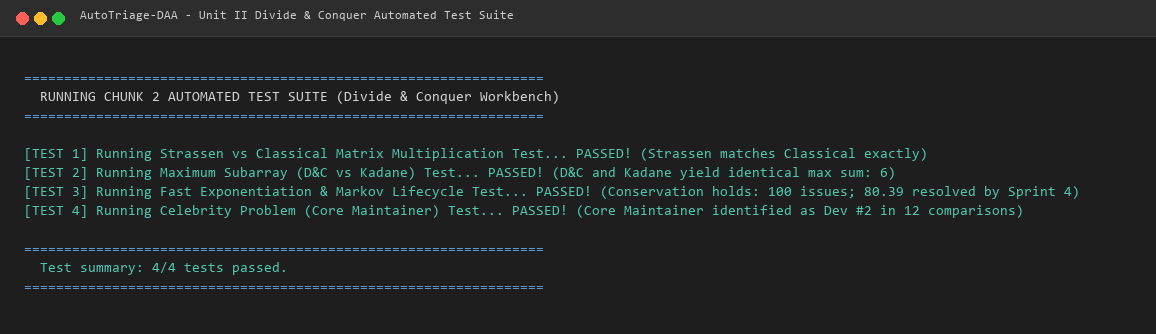 AutoTriage-DAA - Unit II Divide & Conquer Automated Test Suite
=================================================================
RUNNING CHUNK 2 AUTOMATED TEST SUITE (Divide & Conquer Workbench)
=================================================================
[TEST 1] Running Strassen vs Classical Matrix Multiplication Test... PASSED! (Strassen matches Classical exactly)
[TEST 2] Running Maximum Subarray (D&C vs Kadane) Test... PASSED! (D&C and Kadane yield identical max sum: 6)
[TEST 3] Running Fast Exponentiation & Markov Lifecycle Test... PASSED! (Conservation holds: 100 issues; 80.39 resolved by Sprint 4)
[TEST 4] Running Celebrity Problem (Core Maintainer) Test... PASSED! (Core Maintainer identified as Dev #2 in 12 comparisons)
=================================================================
Test summary: 4/4 tests passed.
=================================================================